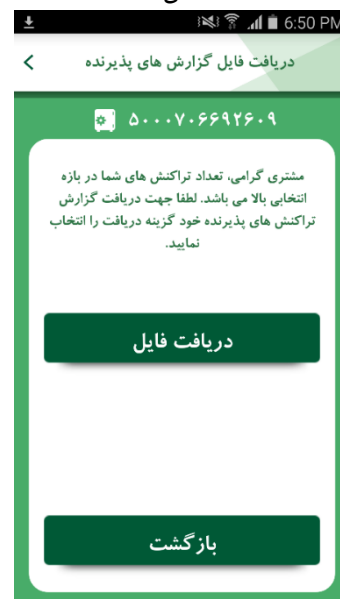 6:50 PM
دریافت فایل گزارش های پذیرنده
۵۰۰۰۷۰۶۶۹۲۶۰۹
مشتری گرامی، تعداد تراکنش های شما در بازه
انتخابی بالا می باشد. لطفا جهت دریافت گزارش
تراکنش های پذیرنده خود گزینه دریافت را انتخاب
نمایید.
دریافت فایل
بازگشت